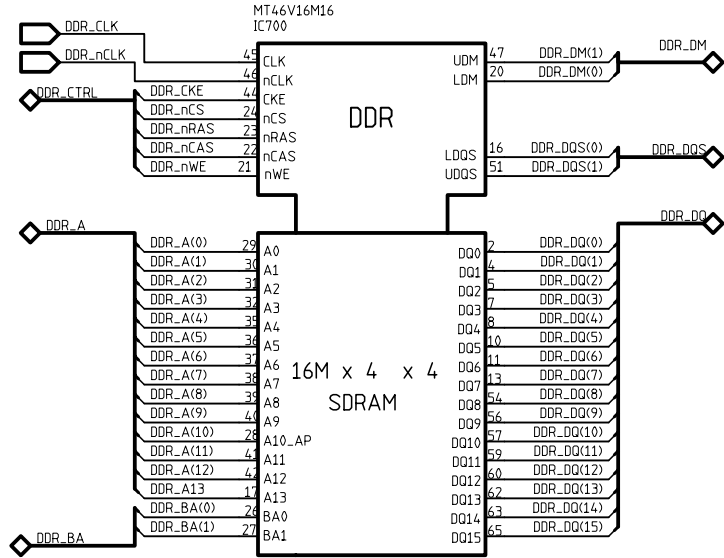 MT46V16M16
IC700
DDR_CLK
DDR_nCLK
DDR_CTRL
DDR_CKE 44 CKE
DDR_nCS 24 nCS
DDR_nRAS 23 nRAS
DDR_nCAS 22 nCAS
DDR_nWE 21 nWE
45 CLK
46 nCLK
DDR
UDM 47 DDR_DM(1)
LDM 20 DDR_DM(0)
DDR_DM
LDQS 16 DDR_DQS(0)
UDQS 51 DDR_DQS(1)
DDR_DQS
DDR_A
DDR_A(0) 29 A0
DDR_A(1) 30 A1
DDR_A(2) 31 A2
DDR_A(3) 32 A3
DDR_A(4) 35 A4
DDR_A(5) 36 A5
DDR_A(6) 37 A6
DDR_A(7) 38 A7
DDR_A(8) 39 A8
DDR_A(9) 40 A9
DDR_A(10) 28 A10_AP
DDR_A(11) 41 A11
DDR_A(12) 42 A12
DDR_A13 17 A13
DDR_BA(0) 26 BA0
DDR_BA(1) 27 BA1
DDR_BA
16M x 4 x 4
SDRAM
DDR_DQ
DQ0 2 DDR_DQ(0)
DQ1 4 DDR_DQ(1)
DQ2 5 DDR_DQ(2)
DQ3 7 DDR_DQ(3)
DQ4 8 DDR_DQ(4)
DQ5 10 DDR_DQ(5)
DQ6 11 DDR_DQ(6)
DQ7 13 DDR_DQ(7)
DQ8 54 DDR_DQ(8)
DQ9 56 DDR_DQ(9)
DQ10 57 DDR_DQ(10)
DQ11 59 DDR_DQ(11)
DQ12 60 DDR_DQ(12)
DQ13 62 DDR_DQ(13)
DQ14 63 DDR_DQ(14)
DQ15 65 DDR_DQ(15)